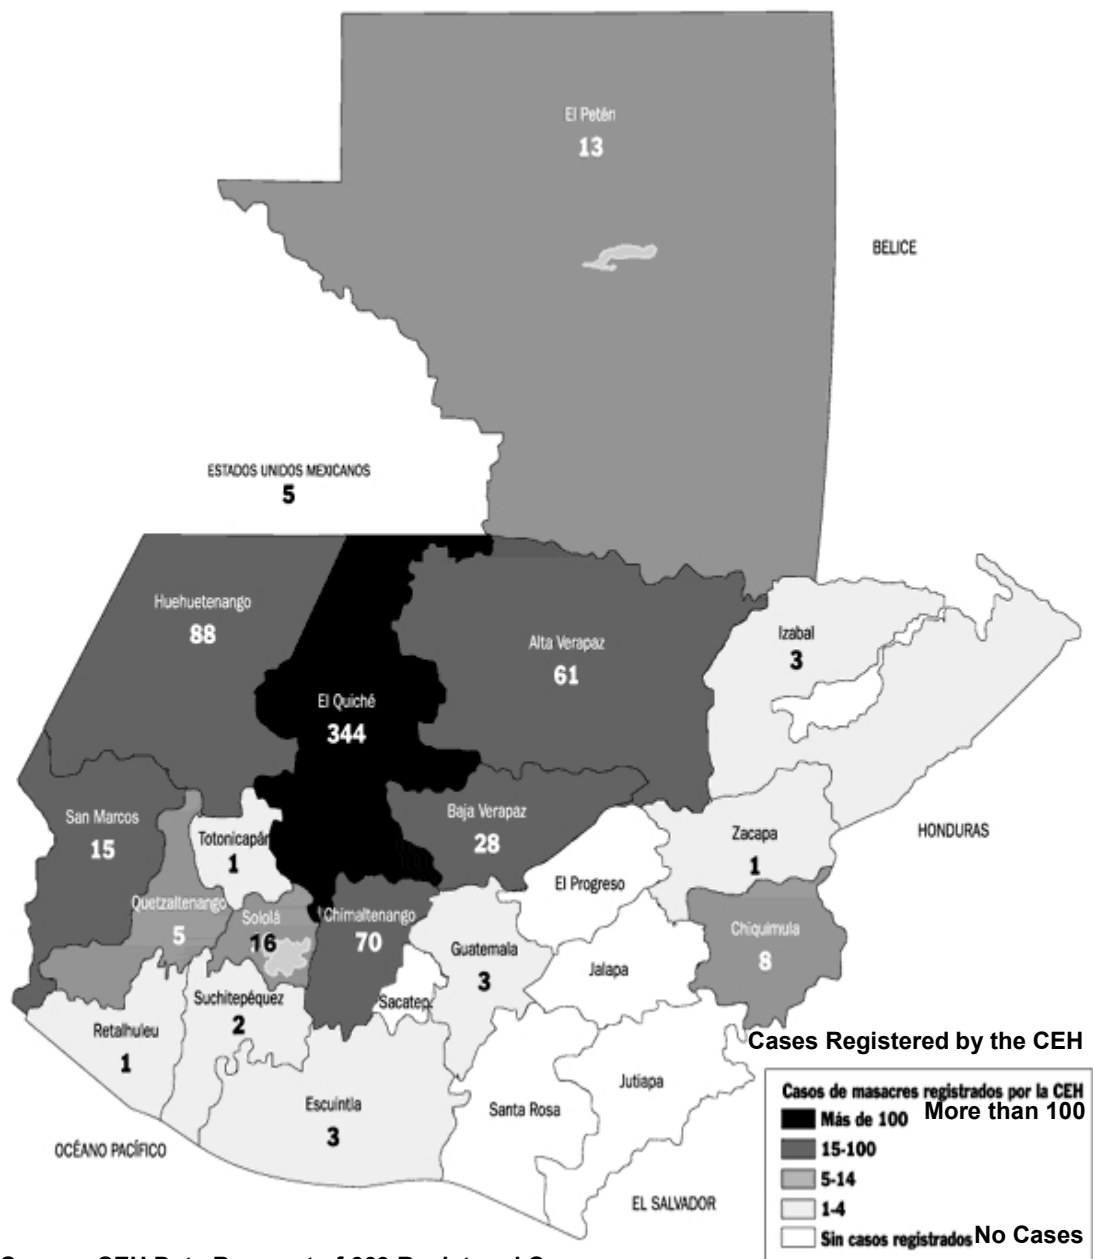 El Petén
13
BELICE
ESTADOS UNIDOS MEXICANOS
5
Huehuetenango
88
Alta Verapaz
61
Izabal
3
El Quiché
344
San Marcos
15
Totonicapán
1
Baja Verapaz
28
Zacapa
1
HONDURAS
El Progreso
Quetzaltenango
5
Sololá
16
Chimaltenango
70
Guatemala
3
Chiquimula
8
Jalapa
Sacatep.
Suchitepéquez
2
Retalhuleu
1
Escuintla
3
Santa Rosa
Jutiapa
OCÉANO PACÍFICO
EL SALVADOR
Cases Registered by the CEH
Casos de masacres registrados por la CEH
Más de 100 More than 100
15-100
5-14
1-4
Sin casos registrados No Cases